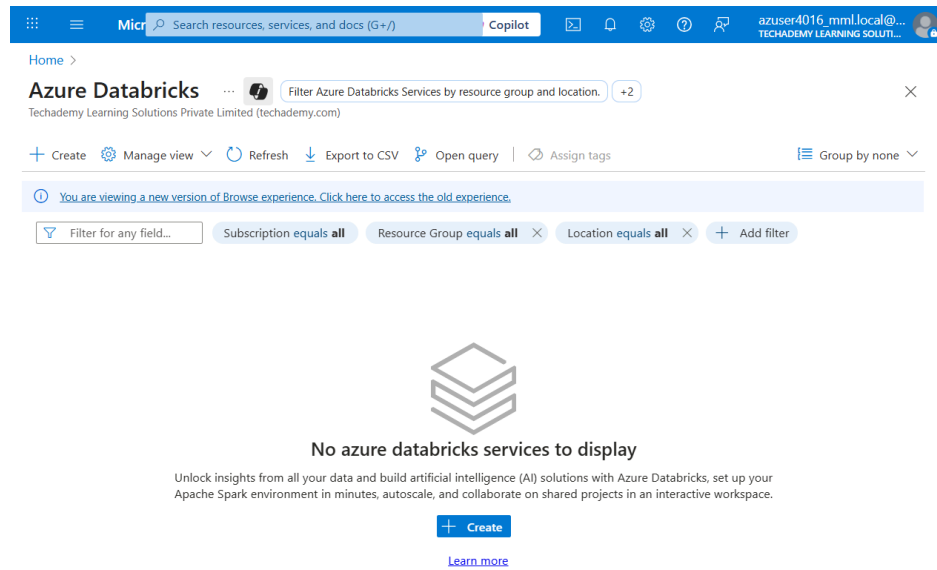 Micr
Search resources, services, and docs (G+/)
Copilot
azuser4016_mml.local@...
TECHADEMY LEARNING SOLUTI...
Home >
Azure Databricks
...
Filter Azure Databricks Services by resource group and location.
+2
Techademy Learning Solutions Private Limited (techademy.com)
+ Create
Manage view
Refresh
Export to CSV
Open query
Assign tags
Group by none
You are viewing a new version of Browse experience. Click here to access the old experience.
Filter for any field...
Subscription equals all
Resource Group equals all
Location equals all
+ Add filter
No azure databricks services to display
Unlock insights from all your data and build artificial intelligence (AI) solutions with Azure Databricks, set up your
Apache Spark environment in minutes, autoscale, and collaborate on shared projects in an interactive workspace.
+ Create
Learn more